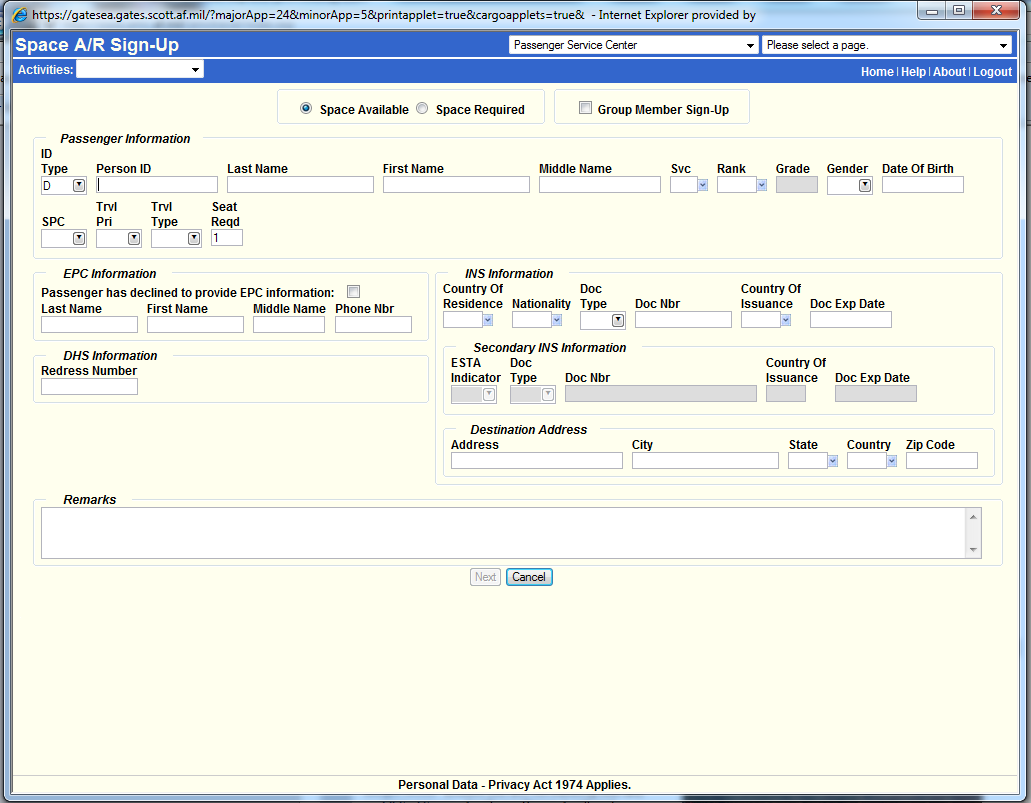 https://gatesea.gates.scott.af.mil/?majorApp=24&minorApp=5&printapplet=true&cargoapplets=true& - Internet Explorer provided by
Space A/R Sign-Up
Passenger Service Center
Please select a page.
Activities:
Home | Help | About | Logout
Space Available Space Required
Group Member Sign-Up
Passenger Information
ID
Type Person ID Last Name First Name Middle Name Svc Rank Grade Gender Date Of Birth
D
Trvl Trvl Seat
SPC Pri Type Reqd
1
EPC Information
Passenger has declined to provide EPC information:
Last Name First Name Middle Name Phone Nbr
DHS Information
Redress Number
INS Information
Country Of Doc Country Of
Residence Nationality Type Doc Nbr Issuance Doc Exp Date
Secondary INS Information
ESTA Doc Country Of
Indicator Type Doc Nbr Issuance Doc Exp Date
Destination Address
Address City State Country Zip Code
Remarks
Next Cancel
Personal Data - Privacy Act 1974 Applies.